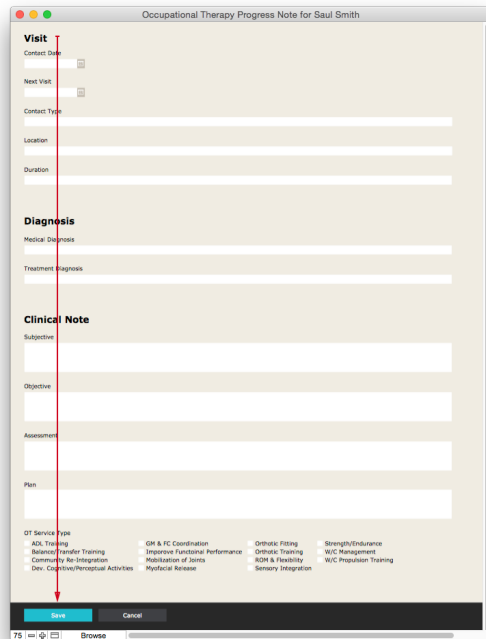 Occupational Therapy Progress Note for Saul Smith
Visit
Contact Date
Next Visit
Contact Type
Location
Duration
Diagnosis
Medical Diagnosis
Treatment Diagnosis
Clinical Note
Subjective
Objective
Assessment
Plan
OT Service Type
ADL Training GM & FC Coordination Orthotic Fitting Strength/Endurance
Balance/Transfer Training Imporove Functoinal Performance Orthotic Training W/C Management
Community Re-Integration Mobilization of Joints ROM & Flexibility W/C Propulsion Training
Dev. Cognitive/Perceptual Activities Myofacial Release Sensory Integration
Save Cancel
75 Browse